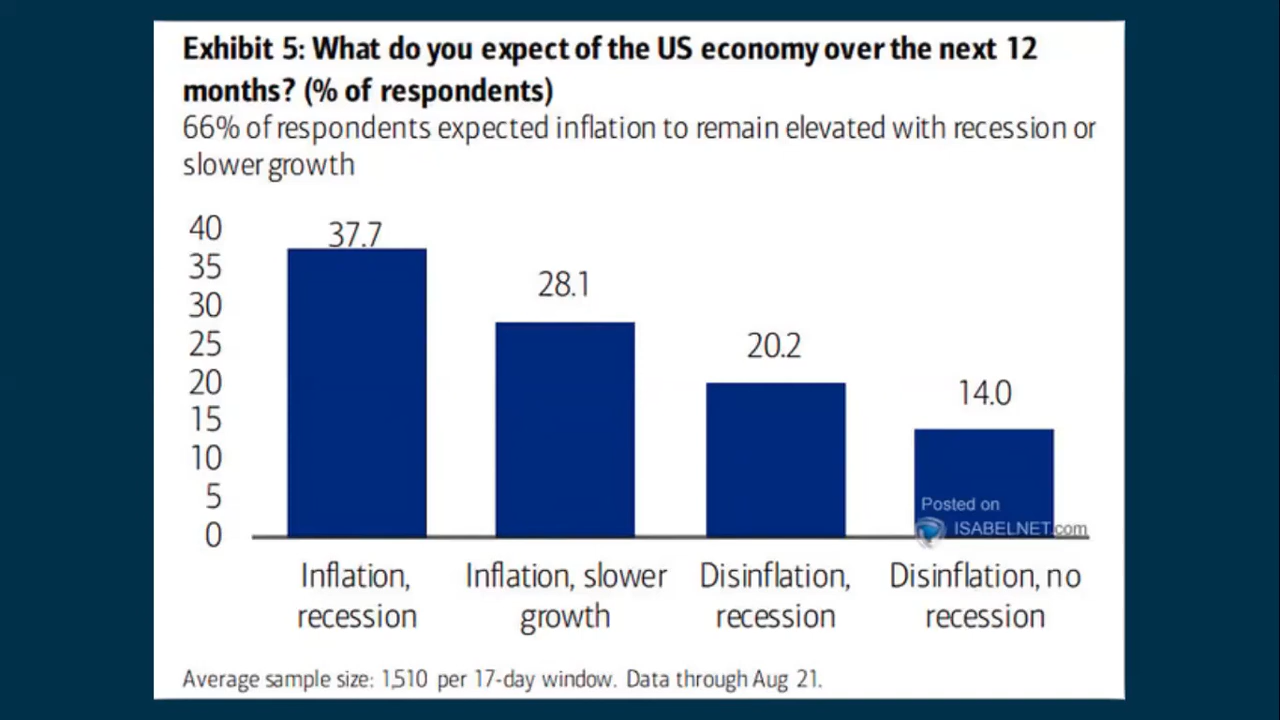 Exhibit 5: What do you expect of the US economy over the next 12
months? (% of respondents)
66% of respondents expected inflation to remain elevated with recession or
slower growth
40
35
30
25
20
15
10
5
0
37.7
28.1
20.2
14.0
Posted on
ISABELNET.com
Inflation,
recession
Inflation, slower
growth
Disinflation,
recession
Disinflation, no
recession
Average sample size: 1,510 per 17-day window. Data through Aug 21.